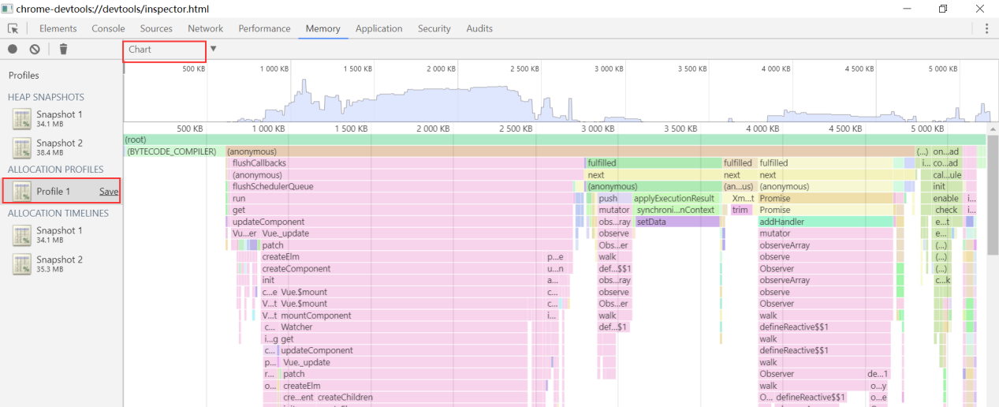 chrome-devtools://devtools/inspector.html
Elements Console Sources Network Performance Memory Application Security Audits
Chart
Profiles
HEAP SNAPSHOTS
Snapshot 1
34.1 MB
Snapshot 2
38.4 MB
ALLOCATION PROFILES
Profile 1 Save
ALLOCATION TIMELINES
Snapshot 1
34.1 MB
Snapshot 2
35.3 MB
500 KB 1 000 KB 1 500 KB 2 000 KB 2 500 KB 3 000 KB 3 500 KB 4 000 KB 4 500 KB 5 000 KB
500 KB 1 000 KB 1 500 KB 2 000 KB 2 500 KB 3 000 KB 3 500 KB 4 000 KB 4 500 KB 5 000 KB
(root)
(BYTECODE_COMPILER) (anonymous) (...) on...ad
flushCallbacks fulfilled fulfilled fulfilled i... co...ad
(anonymous) next next next cal...ule
flushSchedulerQueue (anonymous) (an...us) (anonymous) init
run push applyExecutionResult Xm...t Promise enable
get mutator synchroni...nContext trim Promise check i...
updateComponent obs...ray setData addHandler e...t
Vu...er Vue._update observe mutator e...
patch Obs...er observeArray (...)
createElm p...e walk observe (...)
createComponent u...n def...$$1 Observer (...)
init a... obs...ray observeArray c...k
c...e Vue.$mount c... observe observe
V...t Vue.$mount c... Obs...er Observer
V...t mountComponent i... walk walk
c... Watcher def...$1 defineReactive$$1
i...g get walk
c... updateComponent defineReactive$$1
p... Vue._update walk
r... patch Observer de...1
o... createElm walk o...y
cre...ent createChildren O... defineReactive$$1 o...e